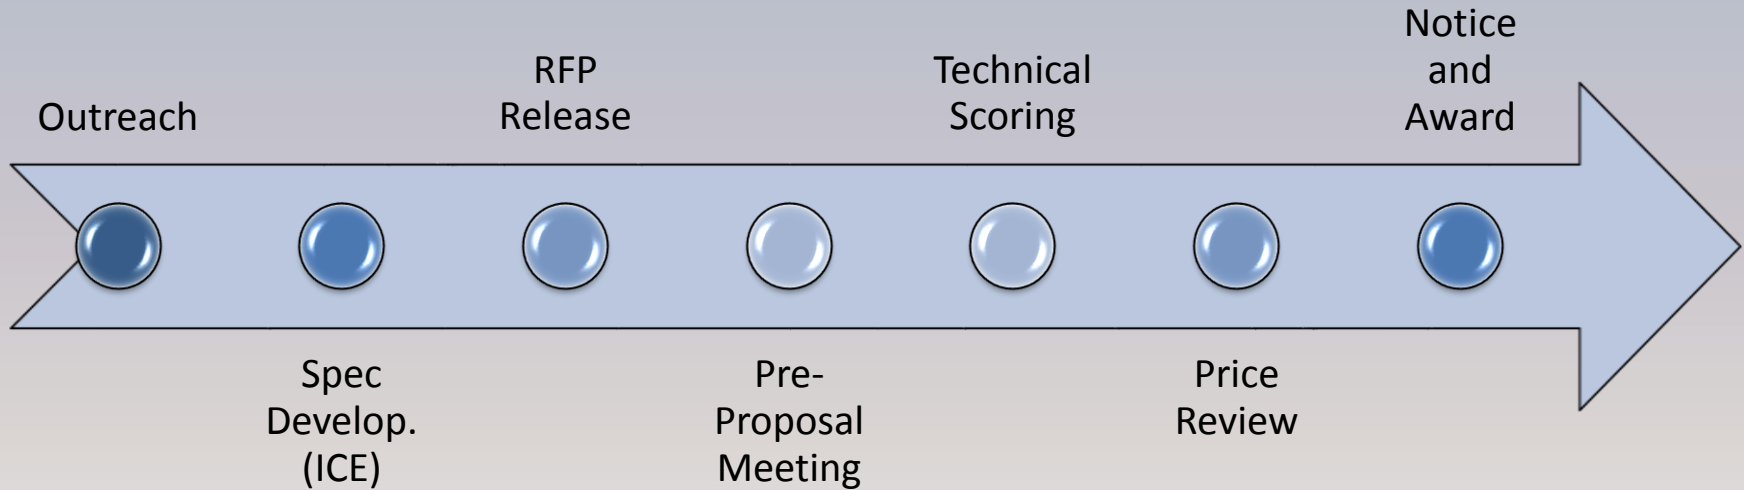 Outreach
Spec
Develop.
(ICE)
RFP
Release
Pre-
Proposal
Meeting
Technical
Scoring
Price
Review
Notice
and
Award